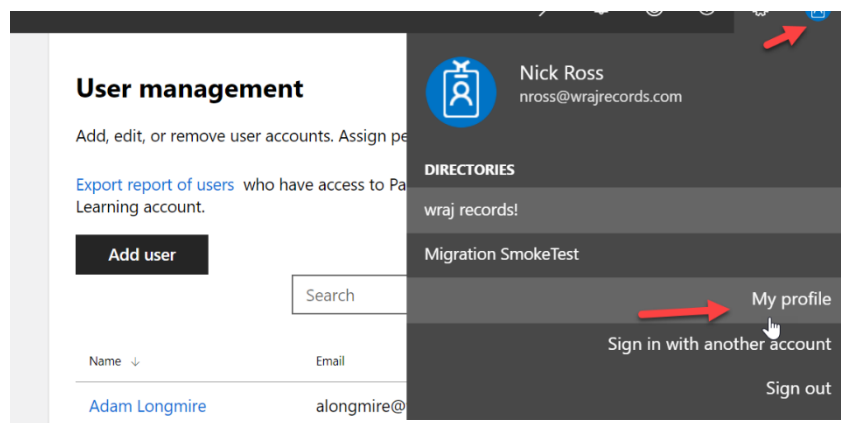 User management
Add, edit, or remove user accounts. Assign pe
Export report of users who have access to Pa
Learning account.
Add user
Search
Name ↓
Email
Adam Longmire
alongmire@
Nick Ross
nross@wrajrecords.com
DIRECTORIES
wraj records!
Migration SmokeTest
My profile
Sign in with another account
Sign out